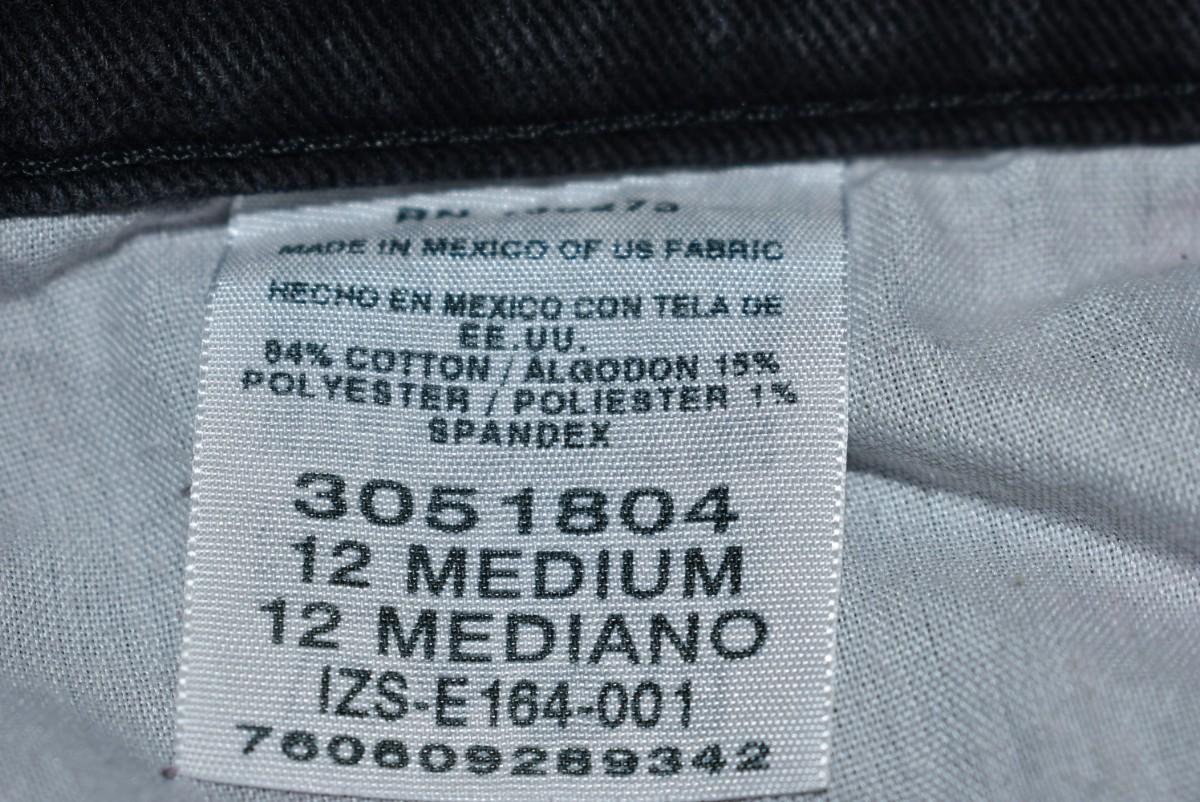 RN
MADE IN MEXICO OF US FABRIC
HECHO EN MEXICO CON TELA DE
EE.UU.
84% COTTON / ALGODON 15%
POLYESTER / POLIESTER 1%
SPANDEX
3051804
12 MEDIUM
12 MEDIANO
IZS-E164-001
760609289342